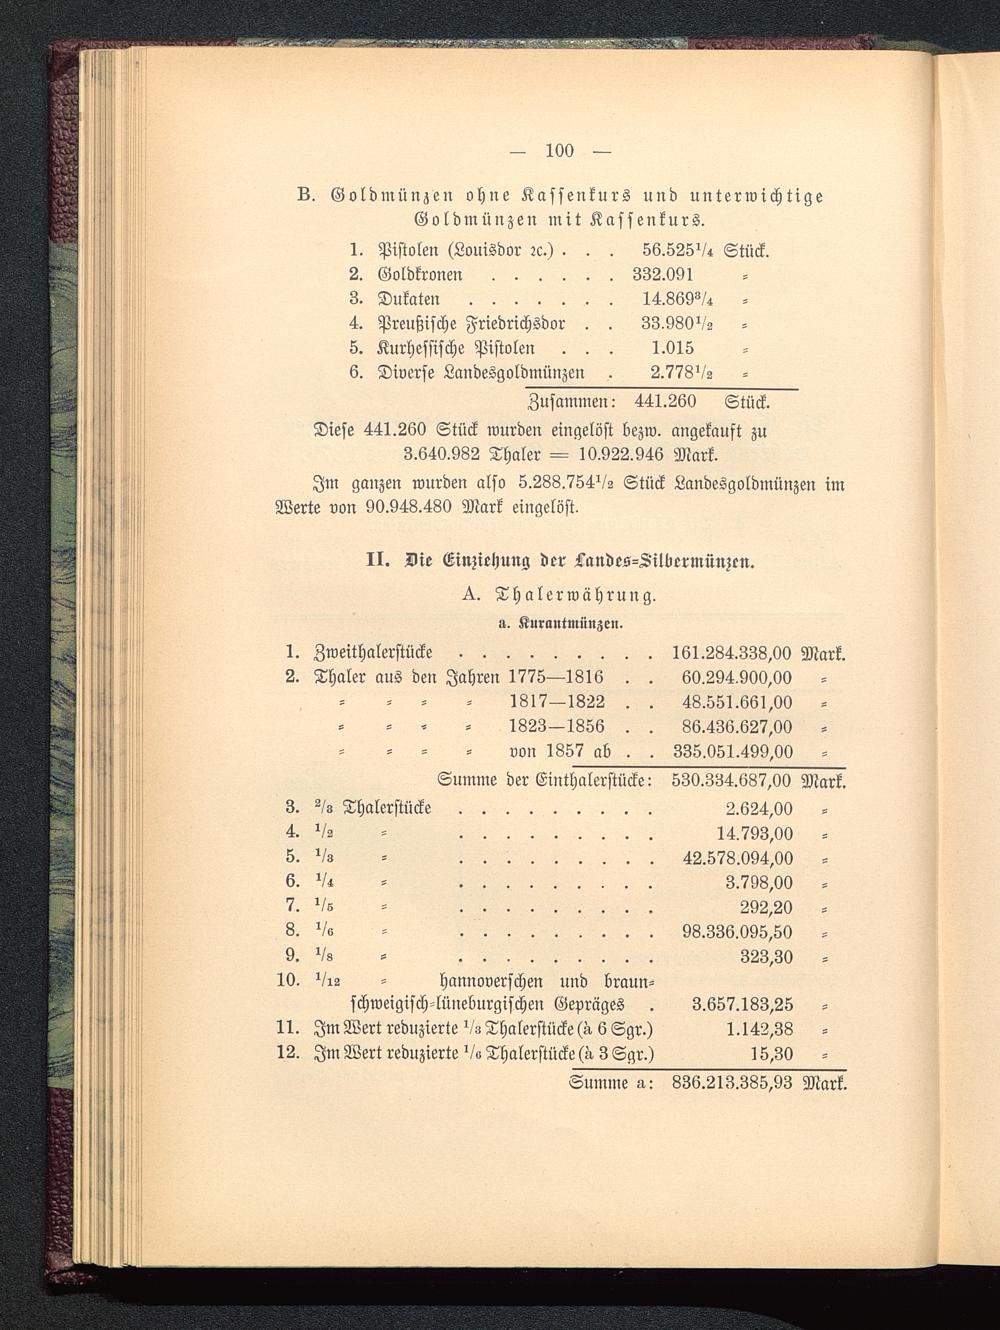 — 100 —
B. Goldmünzen ohne Kassenkurs und unterwichtige
Goldmünzen mit Kassenkurs.
1. Pistolen (Louisdor ꝛc.) . . . 56.525¹/₄ Stück.
2. Goldkronen . . . . . . 332.091 „
3. Dukaten . . . . . . . 14.869³/₄ „
4. Preußische Friedrichsdor . . 33.980¹/₂ „
5. Kurhessische Pistolen . . . 1.015 „
6. Diverse Landesgoldmünzen . 2.778¹/₂ „
Zusammen: 441.260 Stück.
Diese 441.260 Stück wurden eingelöst bezw. angekauft zu
3.640.982 Thaler = 10.922.946 Mark.
Im ganzen wurden also 5.288.754¹/₂ Stück Landesgoldmünzen im
Werte von 90.948.480 Mark eingelöst.
II. Die Einziehung der Landes-Silbermünzen.
A. Thalerwährung.
a. Kurantmünzen.
1. Zweithalerstücke . . . . . . . . . 161.284.338,00 Mark.
2. Thaler aus den Jahren 1775—1816 . . 60.294.900,00 „
„ „ „ „ 1817—1822 . . 48.551.661,00 „
„ „ „ „ 1823—1856 . . 86.436.627,00 „
„ „ „ „ von 1857 ab . . 335.051.499,00 „
Summe der Einthalerstücke: 530.334.687,00 Mark.
3. ²/₃ Thalerstücke . . . . . . . . . 2.624,00 „
4. ¹/₂ „ . . . . . . . . . 14.793,00 „
5. ¹/₃ „ . . . . . . . . . 42.578.094,00 „
6. ¹/₄ „ . . . . . . . . . 3.798,00 „
7. ¹/₅ „ . . . . . . . . . 292,20 „
8. ¹/₆ „ . . . . . . . . . 98.336.095,50 „
9. ¹/₈ „ . . . . . . . . . 323,30 „
10. ¹/₁₂ „ hannoverschen und braun-
schweigisch-lüneburgischen Gepräges . 3.657.183,25 „
11. Im Wert reduzierte ¹/₃ Thalerstücke (à 6 Sgr.) 1.142,38 „
12. Im Wert reduzierte ¹/₆ Thalerstücke (à 3 Sgr.) 15,30 „
Summe a: 836.213.385,93 Mark.